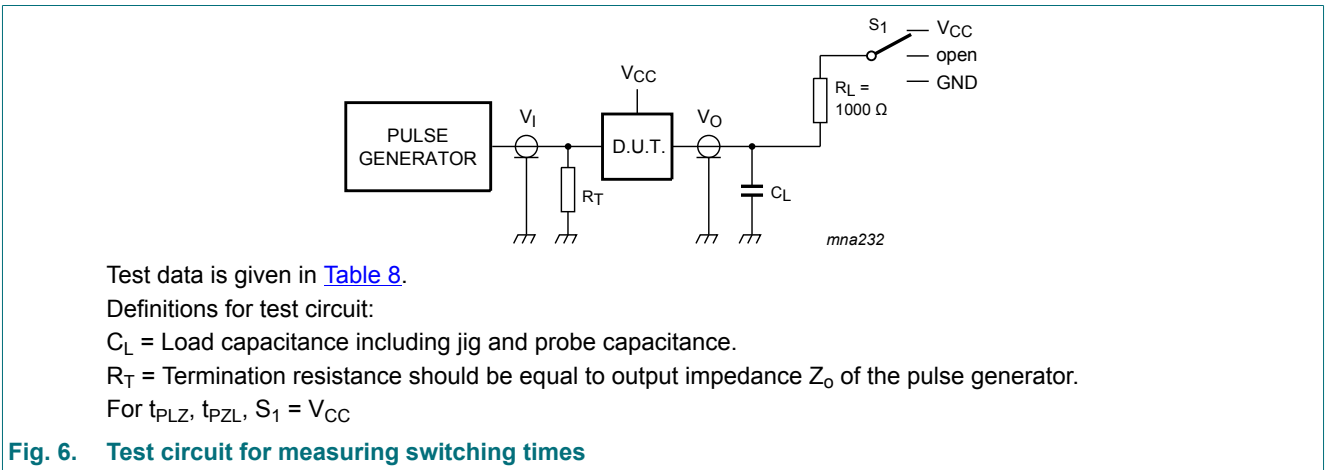 S1
VCC
open
GND
VCC
RL =
1000 Ω
PULSE
GENERATOR
VI
D.U.T.
VO
RT
CL
mna232
Test data is given in Table 8.
Definitions for test circuit:
CL = Load capacitance including jig and probe capacitance.
RT = Termination resistance should be equal to output impedance Zo of the pulse generator.
For tPLZ, tPZL, S1 = VCC
Fig. 6. Test circuit for measuring switching times